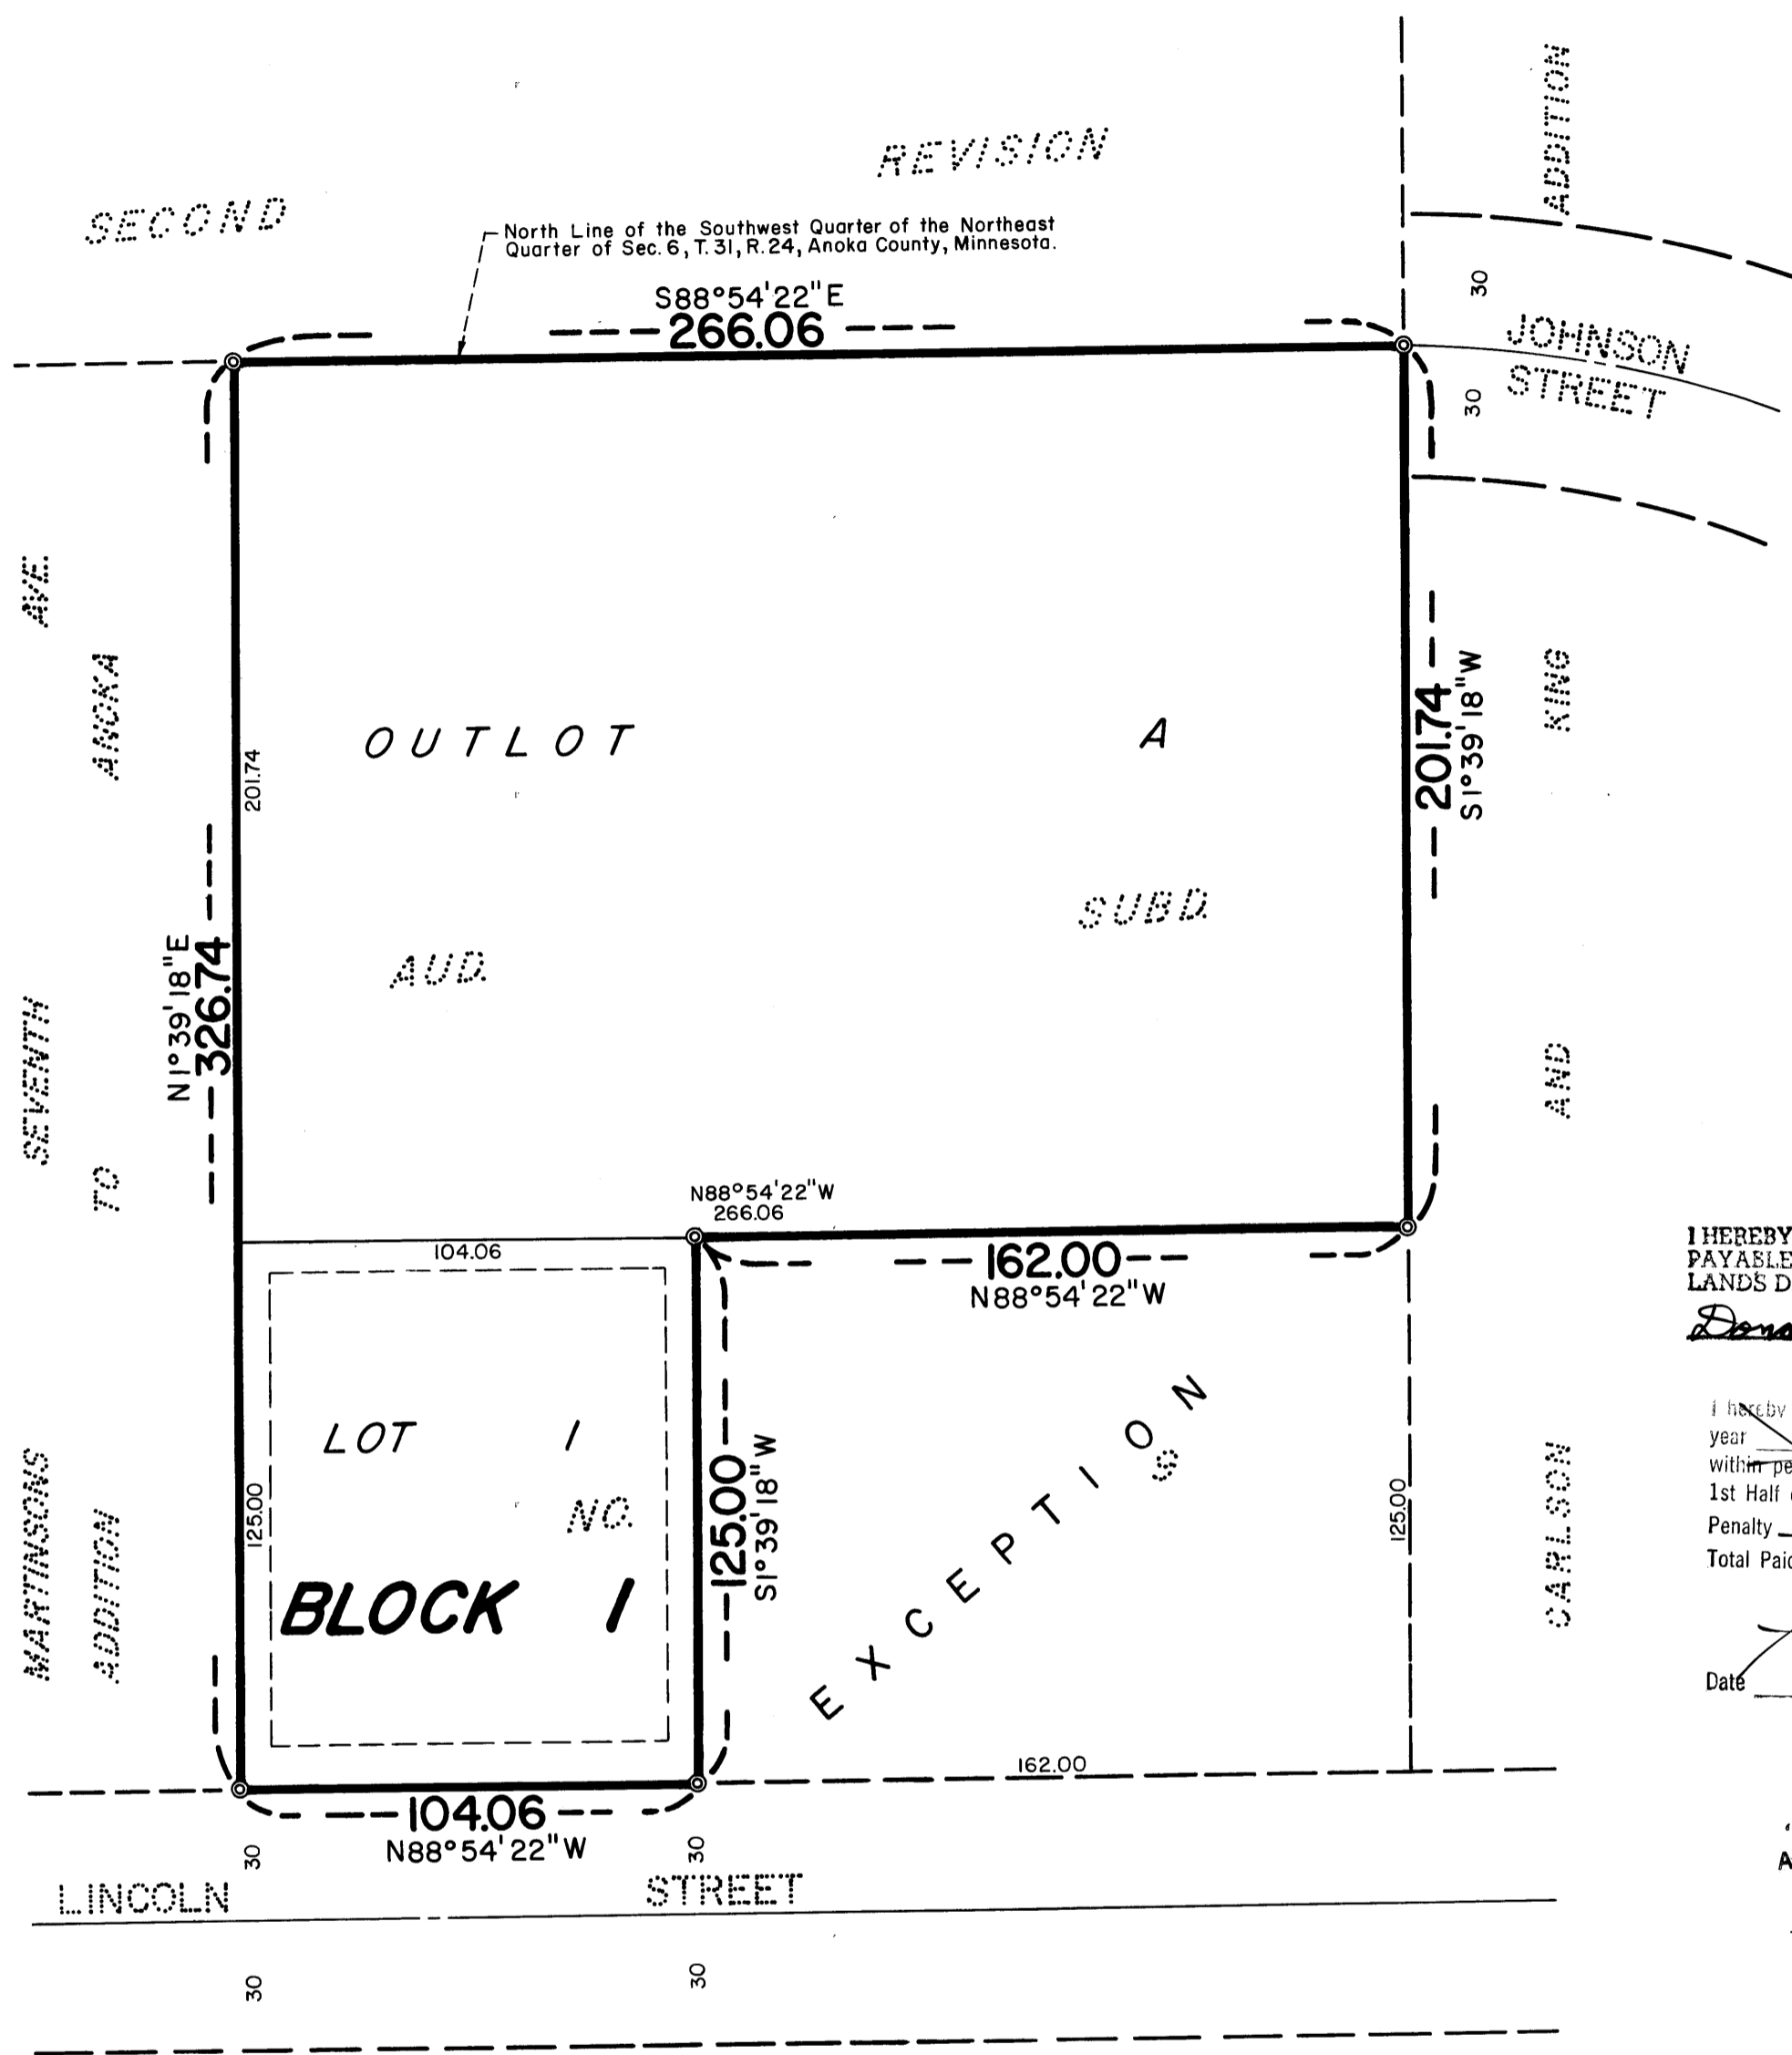 SECOND
REVISION
ADDITION
North Line of the Southwest Quarter of the Northeast
Quarter of Sec. 6, T. 31, R. 24, Anoka County, Minnesota.
S88°54'22"E
266.06
30
JOHNSON
STREET
30
AVE.
ANOKA
201.74
OUTLOT A
201.74
S1°39'18"W
KING
AUD.
SUBD.
N1°39'18"E
326.74
SEVENTH
TO
AND
N88°54'22"W
266.06
104.06
162.00
N88°54'22"W
I HEREBY
PAYABLE
LANDS D
LOT 1
NO.
BLOCK 1
125.00
125.00
S1°39'18"W
EXCEPTION
S
125.00
CARLSON
MARTINSONS
ADDITION
I hereby
year
within pe
1st Half
Penalty
Total Paid
Date
162.00
104.06
N88°54'22"W
30
30
LINCOLN STREET
30
30